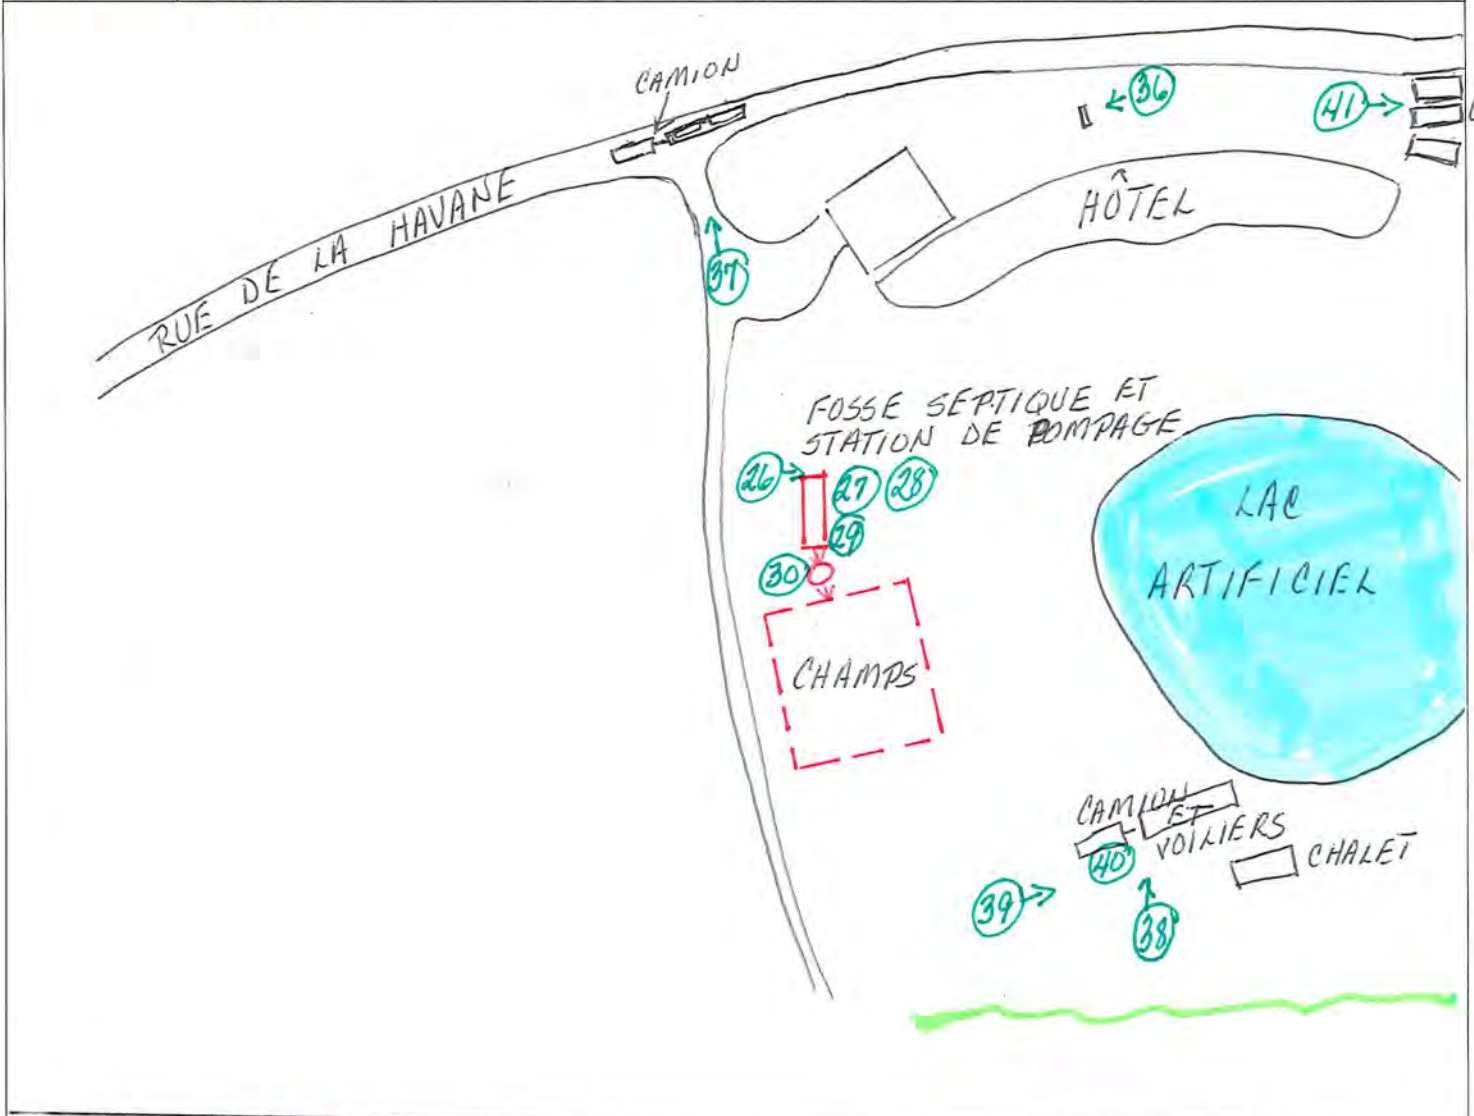 CAMION
36
41
HÔTEL
RUE DE LA HAVANE
37
FOSSE SEPTIQUE ET
STATION DE POMPAGE
26
27
28
29
30
LAC
ARTIFICIEL
CHAMPS
CAMION
ET
VOILIERS
CHALET
40
39
38